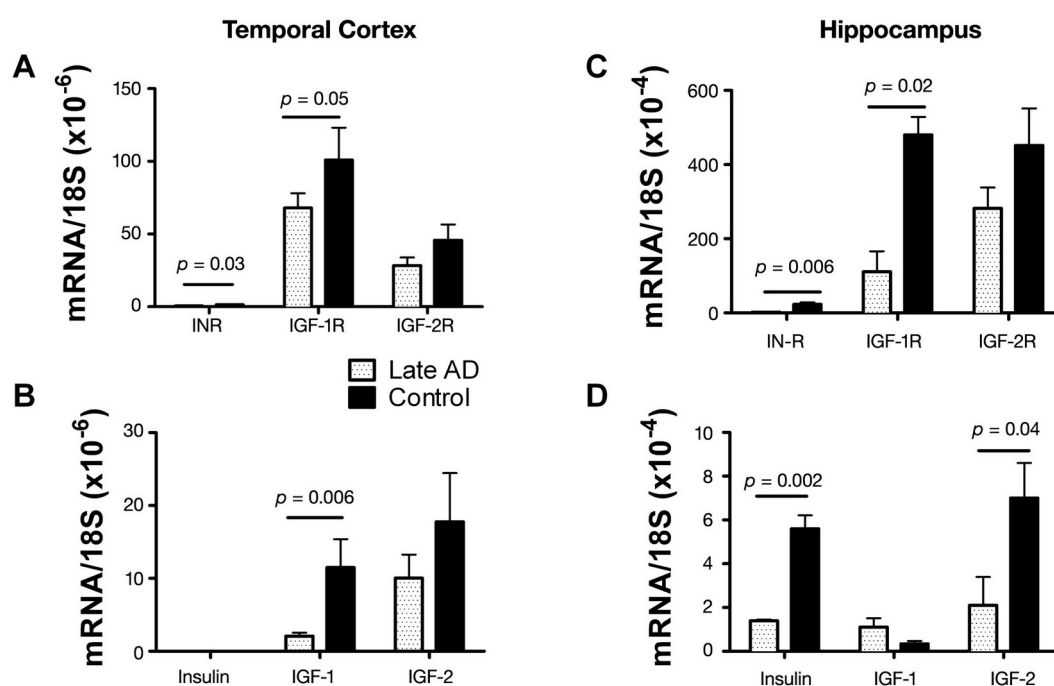 Temporal Cortex
Hippocampus
A
mRNA/18S (x10-6)
150
100
50
0
p = 0.03
p = 0.05
INR
IGF-1R
IGF-2R
C
mRNA/18S (x10-4)
600
400
200
0
p = 0.006
p = 0.02
IN-R
IGF-1R
IGF-2R
Late AD
Control
B
mRNA/18S (x10-6)
30
20
10
0
p = 0.006
Insulin
IGF-1
IGF-2
D
mRNA/18S (x10-4)
10
8
6
4
2
0
p = 0.002
p = 0.04
Insulin
IGF-1
IGF-2